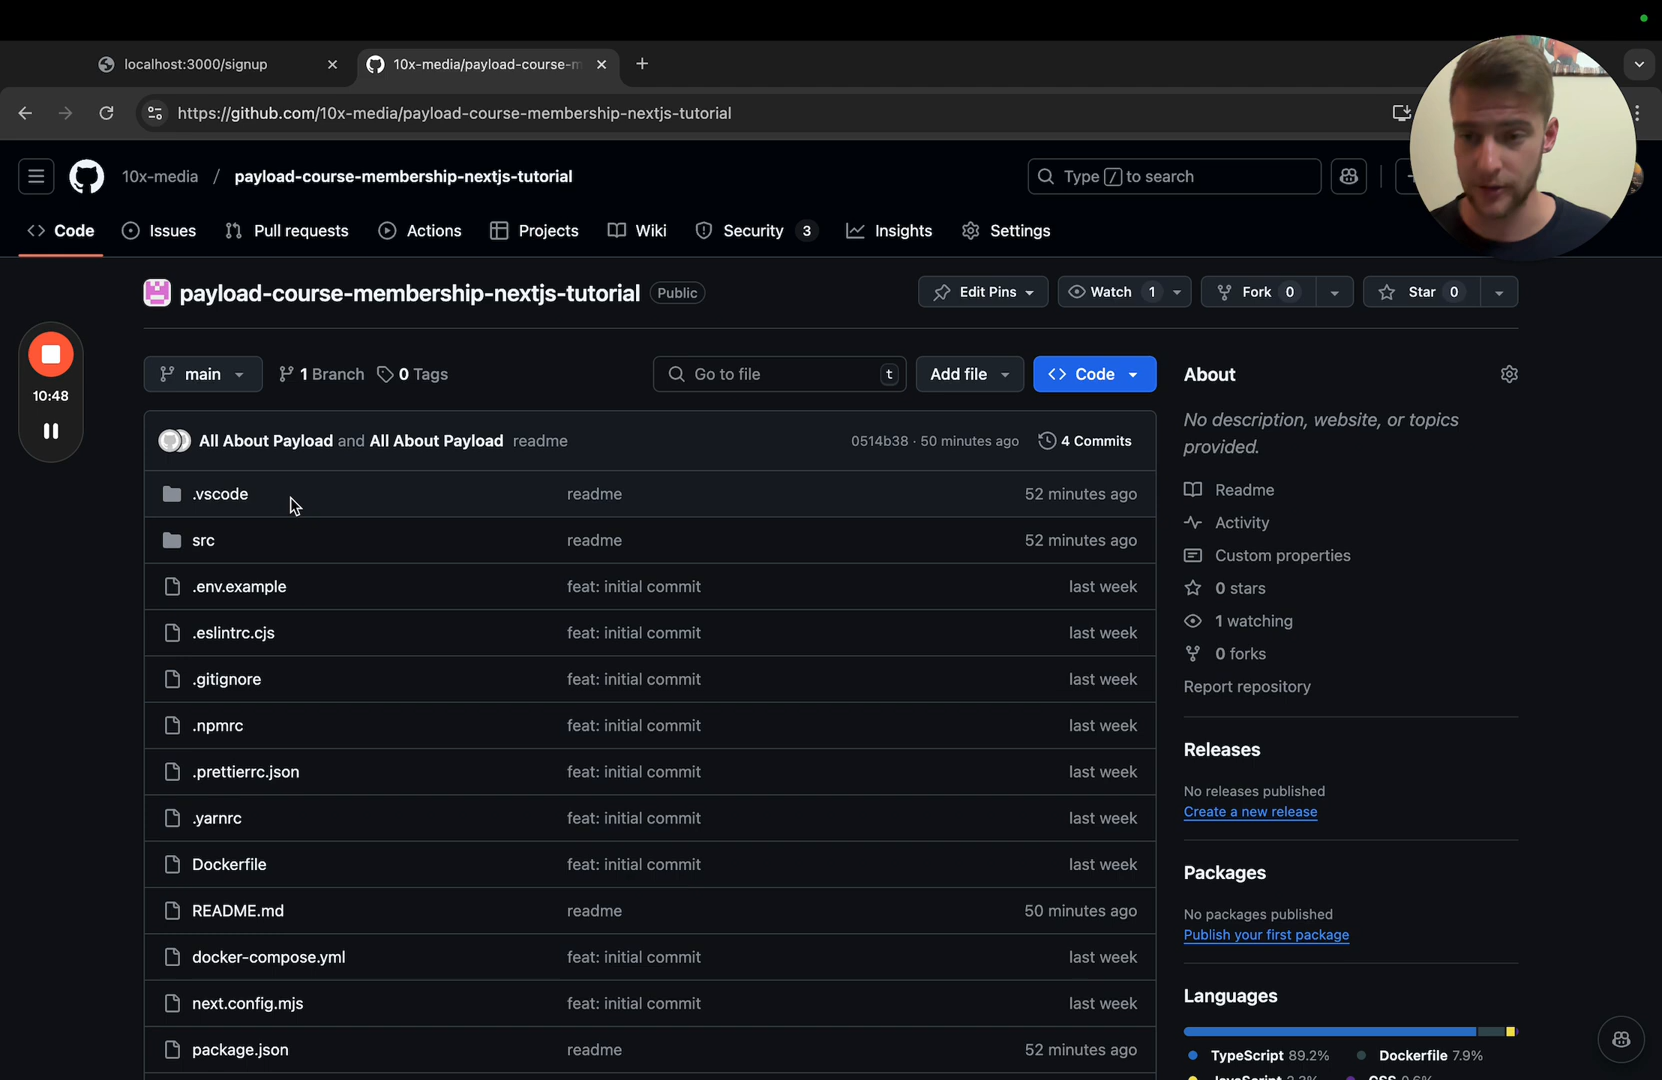 localhost:3000/signup
10x-media/payload-course-m
https://github.com/10x-media/payload-course-membership-nextjs-tutorial
10x-media / payload-course-membership-nextjs-tutorial
Type / to search
Code Issues Pull requests Actions Projects Wiki Security 3 Insights Settings
payload-course-membership-nextjs-tutorial Public
Edit Pins Watch 1 Fork 0 Star 0
10:48
main 1 Branch 0 Tags
Go to file t Add file Code
All About Payload and All About Payload readme 0514b38 · 50 minutes ago 4 Commits
.vscode readme 52 minutes ago
src readme 52 minutes ago
.env.example feat: initial commit last week
.eslintrc.cjs feat: initial commit last week
.gitignore feat: initial commit last week
.npmrc feat: initial commit last week
.prettierrc.json feat: initial commit last week
.yarnrc feat: initial commit last week
Dockerfile feat: initial commit last week
README.md readme 50 minutes ago
docker-compose.yml feat: initial commit last week
next.config.mjs feat: initial commit last week
package.json readme 52 minutes ago
About
No description, website, or topics
provided.
Readme
Activity
Custom properties
0 stars
1 watching
0 forks
Report repository
Releases
No releases published
Create a new release
Packages
No packages published
Publish your first package
Languages
TypeScript 89.2% Dockerfile 7.9%